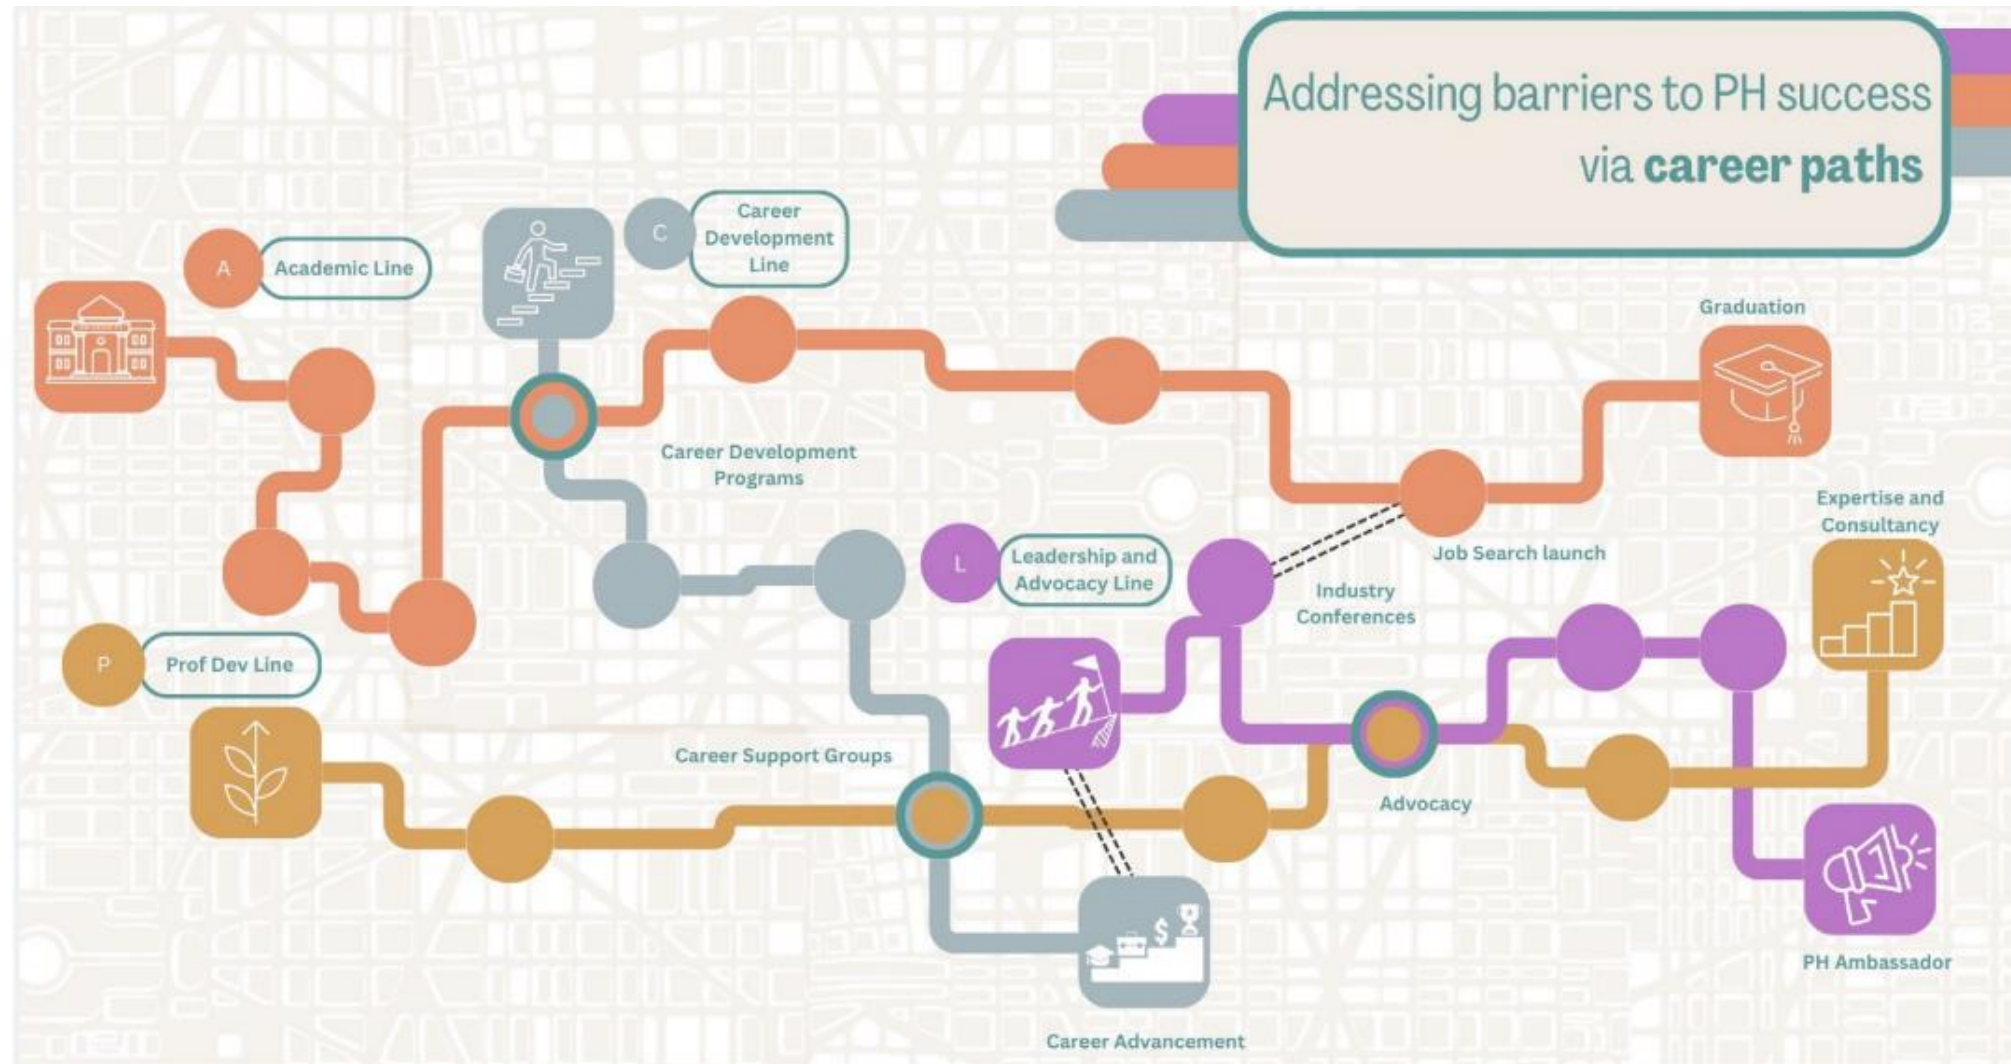 Addressing barriers to PH success
via career paths
A
Academic Line
C
Career
Development
Line
Graduation
Career Development
Programs
Expertise and
Consultancy
L
Leadership and
Advocacy Line
Job Search launch
Industry
Conferences
P
Prof Dev Line
Career Support Groups
Advocacy
$
PH Ambassador
Career Advancement